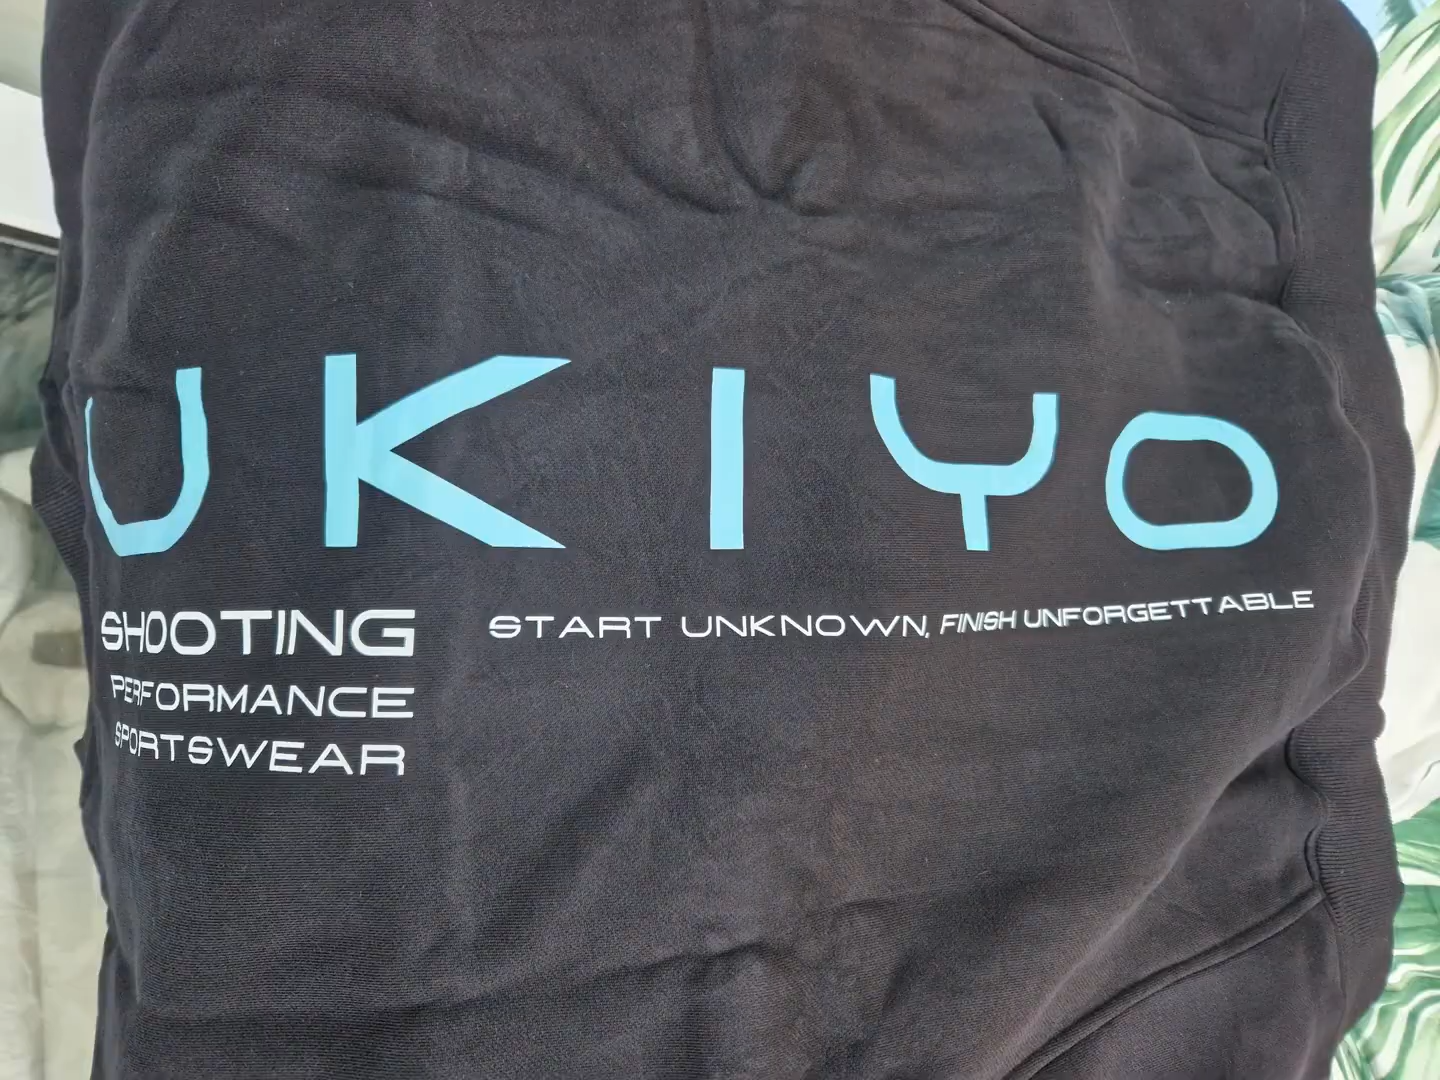 UKIYO
SHOOTING
PERFORMANCE
SPORTSWEAR
START UNKNOWN, FINISH UNFORGETTABLE